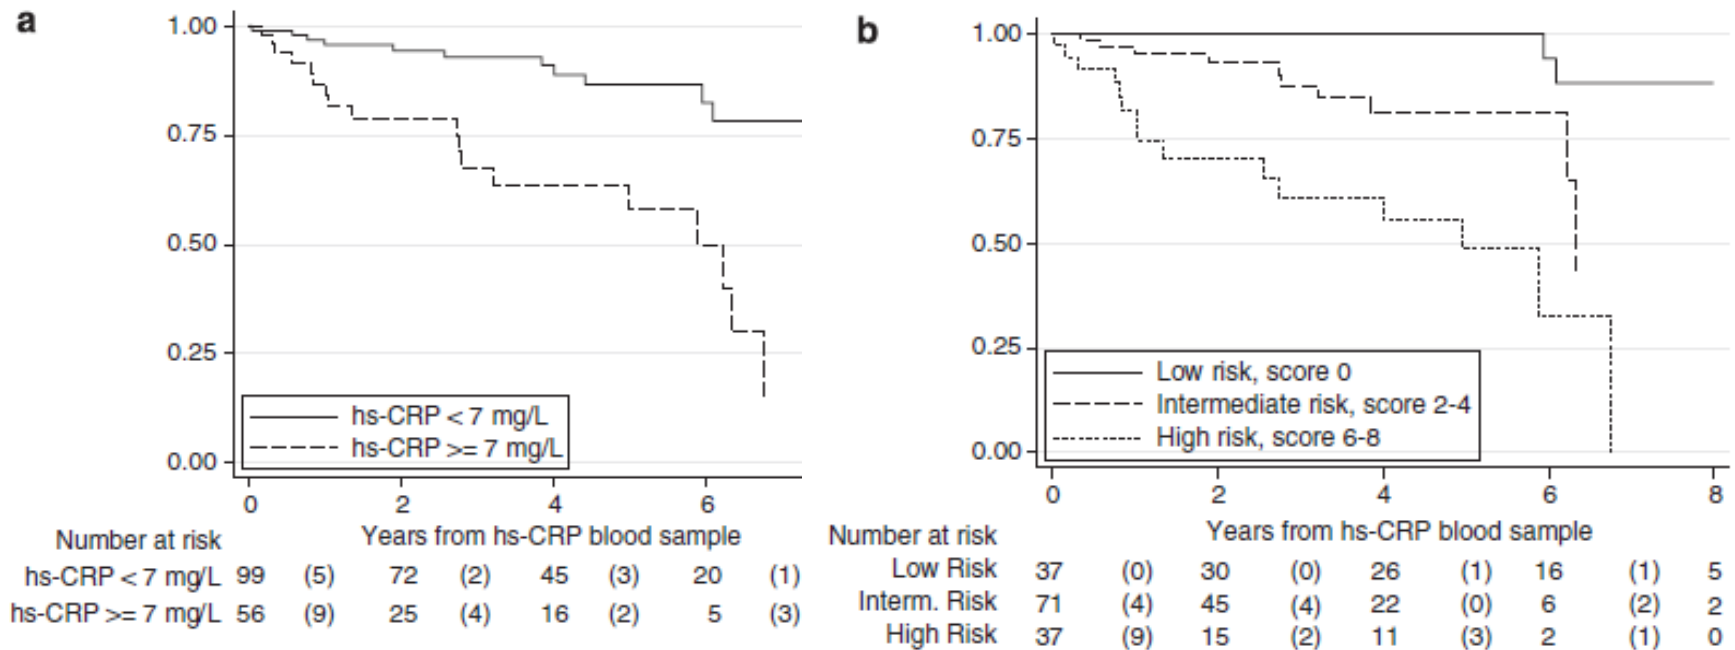 a
1.00
0.75
0.50
0.25
0.00
hs-CRP < 7 mg/L
hs-CRP >= 7 mg/L
0 2 4 6
Years from hs-CRP blood sample
Number at risk
hs-CRP < 7 mg/L 99 (5) 72 (2) 45 (3) 20 (1)
hs-CRP >= 7 mg/L 56 (9) 25 (4) 16 (2) 5 (3)
b
1.00
0.75
0.50
0.25
0.00
Low risk, score 0
Intermediate risk, score 2-4
High risk, score 6-8
0 2 4 6 8
Years from hs-CRP blood sample
Number at risk
Low Risk 37 (0) 30 (0) 26 (1) 16 (1) 5
Interm. Risk 71 (4) 45 (4) 22 (0) 6 (2) 2
High Risk 37 (9) 15 (2) 11 (3) 2 (1) 0